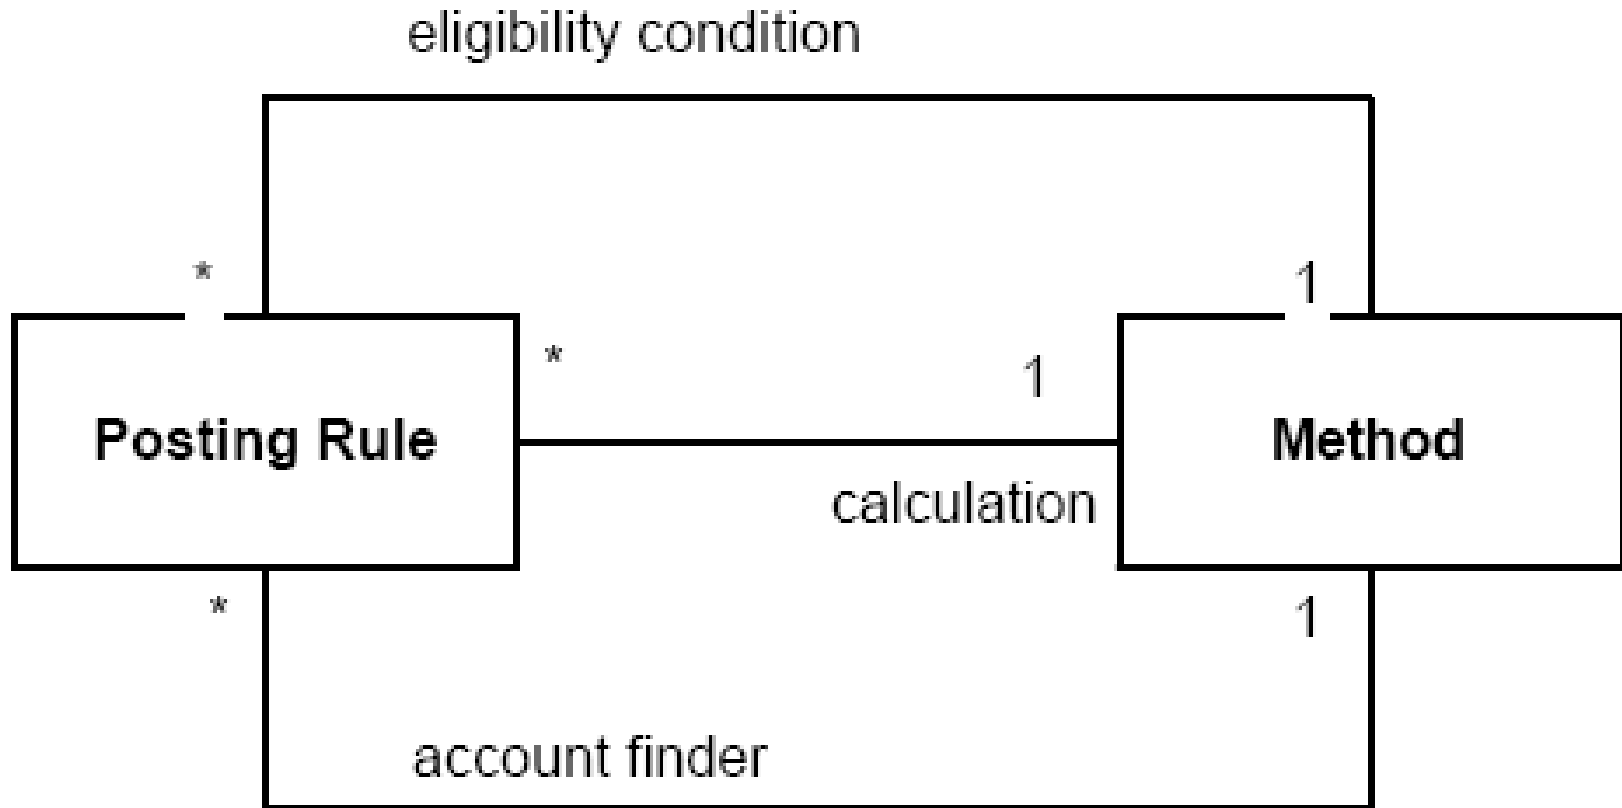 eligibility condition
* 1
* 1
Posting Rule Method
calculation
* 1
account finder